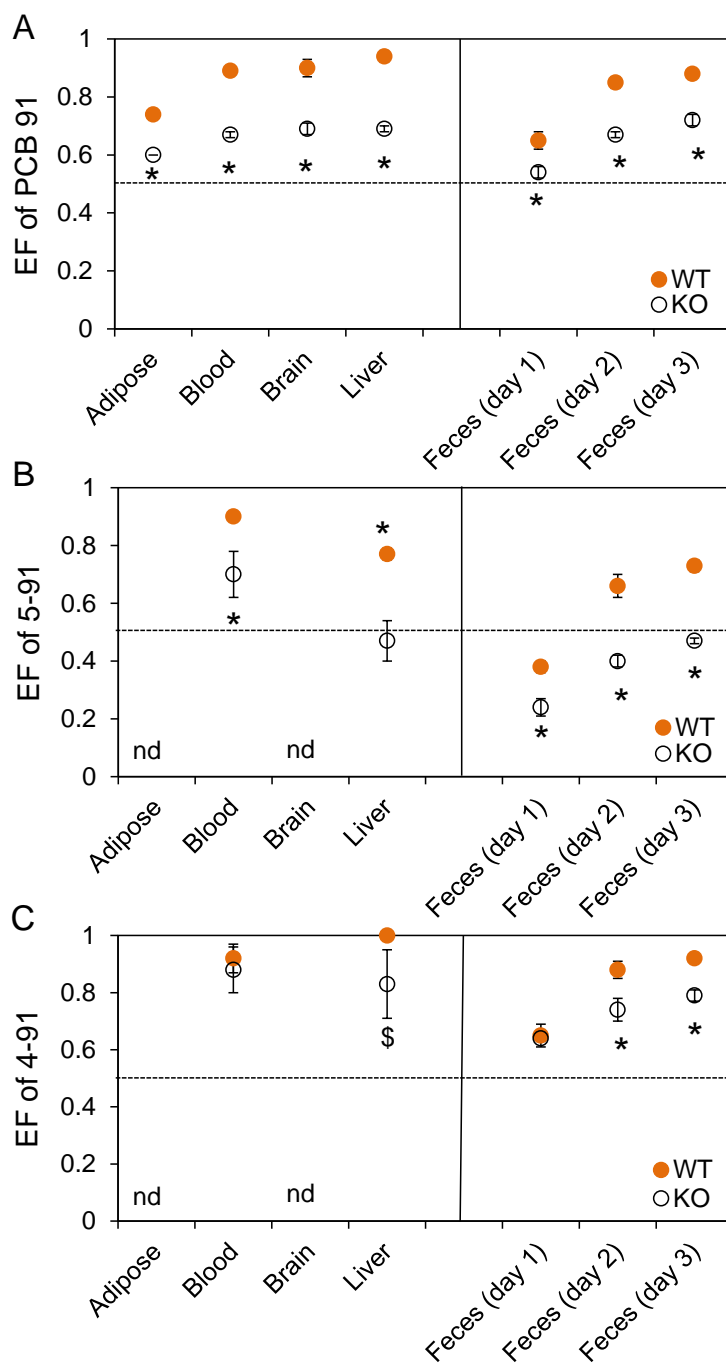 A
EF of PCB 91
1
0.8
0.6
0.4
0.2
0
* * * * * * *
WT
KO
Adipose Blood Brain Liver Feces (day 1) Feces (day 2) Feces (day 3)
B
EF of 5-91
1
0.8
0.6
0.4
0.2
0
* * * * *
nd nd
WT
KO
Adipose Blood Brain Liver Feces (day 1) Feces (day 2) Feces (day 3)
C
EF of 4-91
1
0.8
0.6
0.4
0.2
0
$ * *
nd nd
WT
KO
Adipose Blood Brain Liver Feces (day 1) Feces (day 2) Feces (day 3)